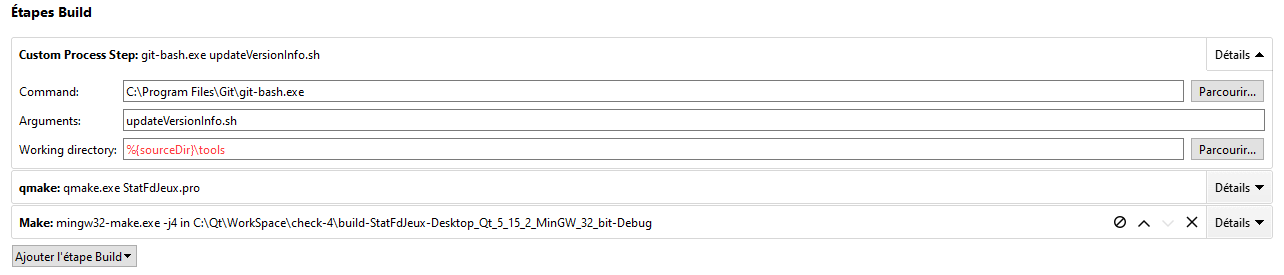 Étapes Build
Custom Process Step: git-bash.exe updateVersionInfo.sh
Détails
Command:
C:\Program Files\Git\git-bash.exe
Parcourir...
Arguments:
updateVersionInfo.sh
Working directory:
%{sourceDir}\tools
Parcourir...
qmake: qmake.exe StatFdJeux.pro
Détails
Make: mingw32-make.exe -j4 in C:\Qt\WorkSpace\check-4\build-StatFdJeux-Desktop_Qt_5_15_2_MinGW_32_bit-Debug
Détails
Ajouter l'étape Build